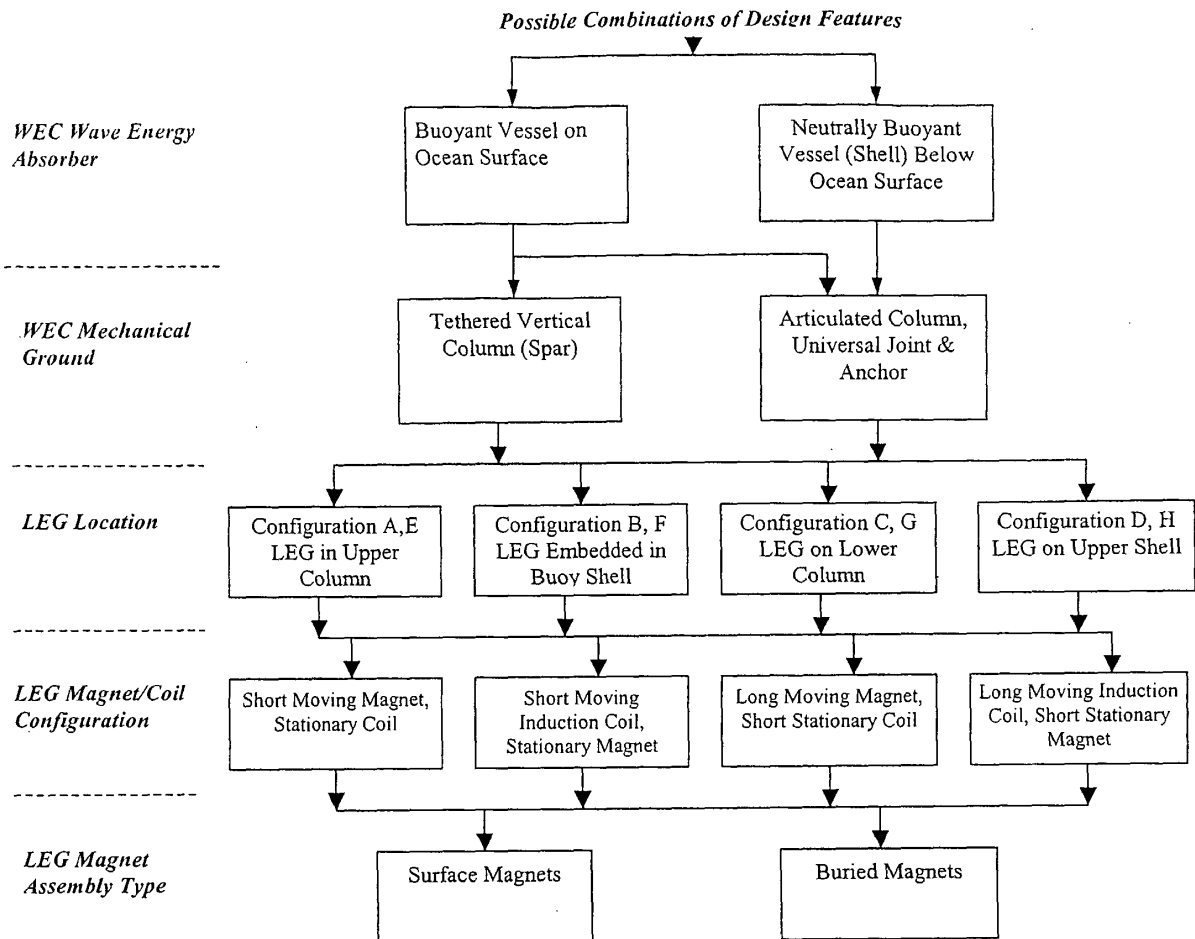 Possible Combinations of Design Features
WEC Wave Energy
Absorber
Buoyant Vessel on
Ocean Surface
Neutrally Buoyant
Vessel (Shell) Below
Ocean Surface
WEC Mechanical
Ground
Tethered Vertical
Column (Spar)
Articulated Column,
Universal Joint &
Anchor
LEG Location
Configuration A,E
LEG in Upper
Column
Configuration B, F
LEG Embedded in
Buoy Shell
Configuration C, G
LEG on Lower
Column
Configuration D, H
LEG on Upper Shell
LEG Magnet/Coil
Configuration
Short Moving Magnet,
Stationary Coil
Short Moving
Induction Coil,
Stationary Magnet
Long Moving Magnet,
Short Stationary Coil
Long Moving Induction
Coil, Short Stationary
Magnet
LEG Magnet
Assembly Type
Surface Magnets
Buried Magnets